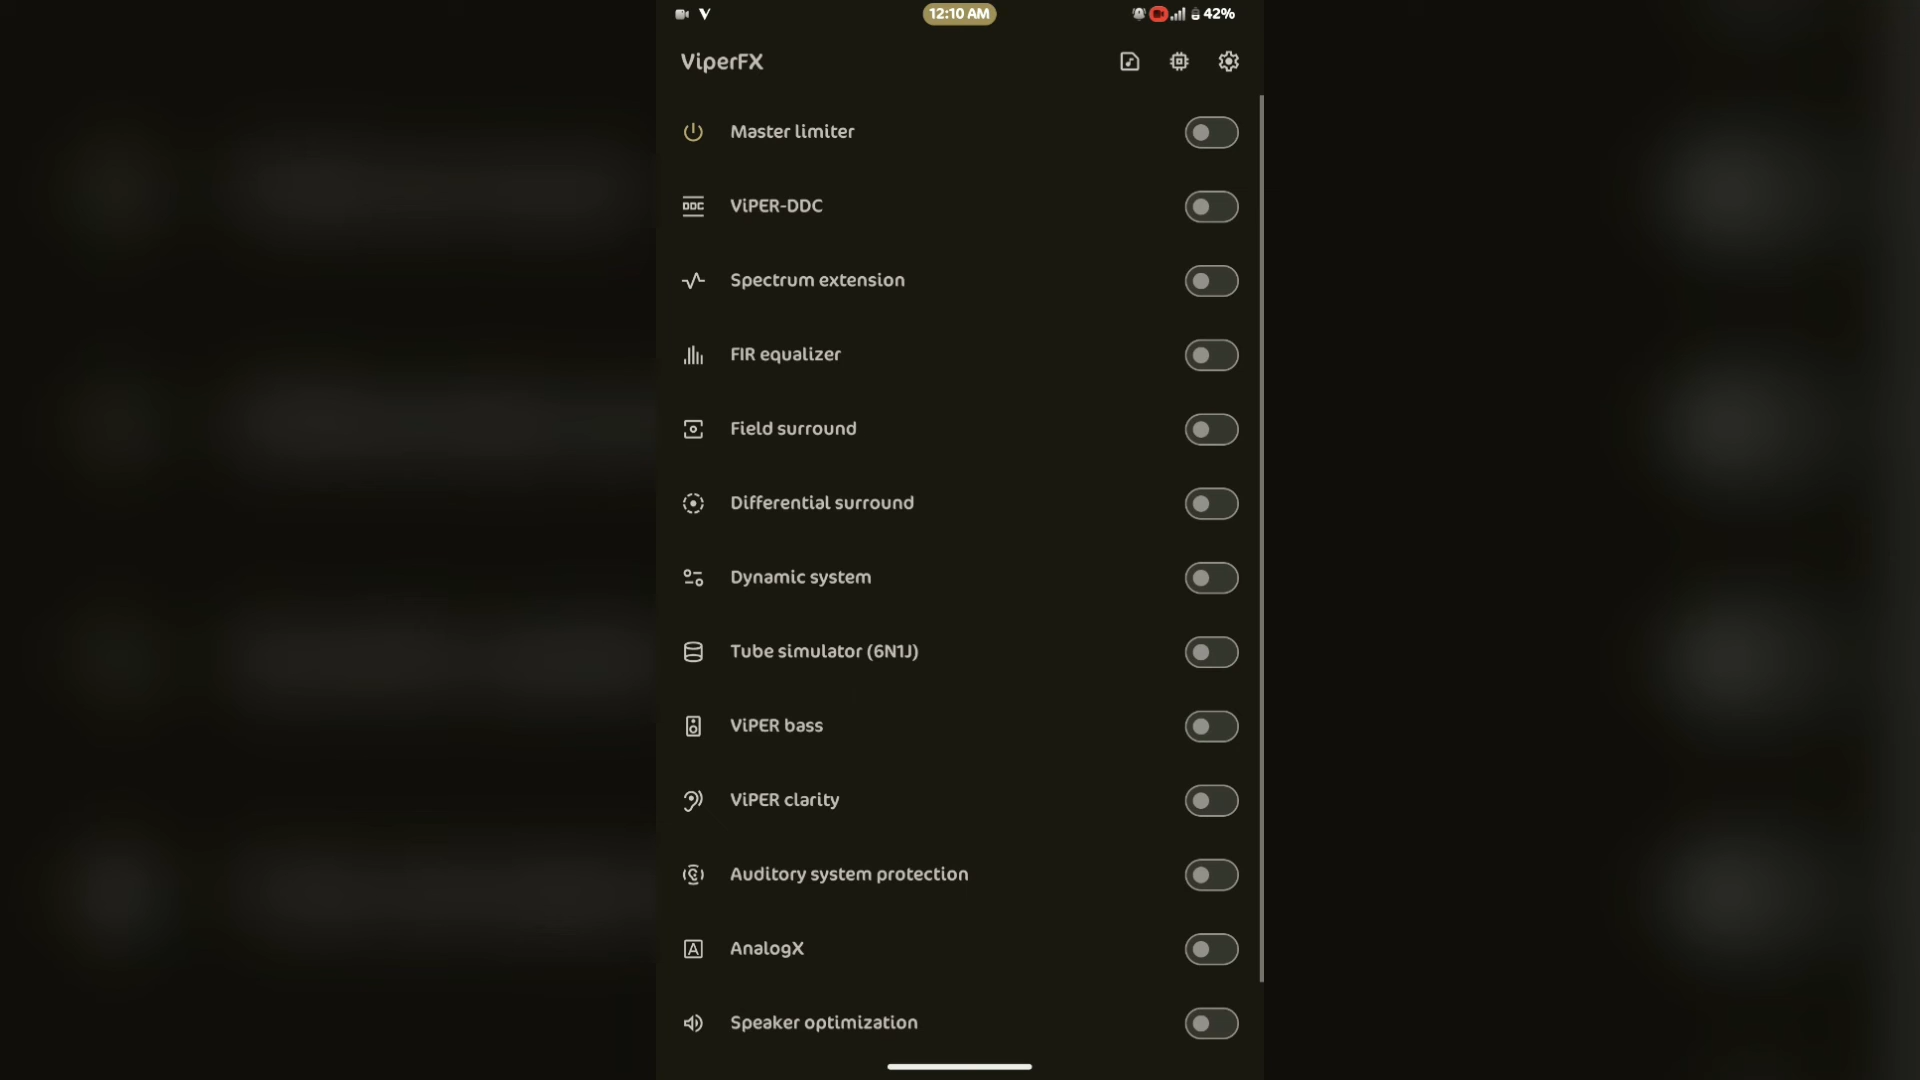 12:10 AM
42%
ViperFX
Master limiter
DDC
ViPER-DDC
Spectrum extension
FIR equalizer
Field surround
Differential surround
Dynamic system
Tube simulator (6N1J)
ViPER bass
ViPER clarity
Auditory system protection
A
AnalogX
Speaker optimization